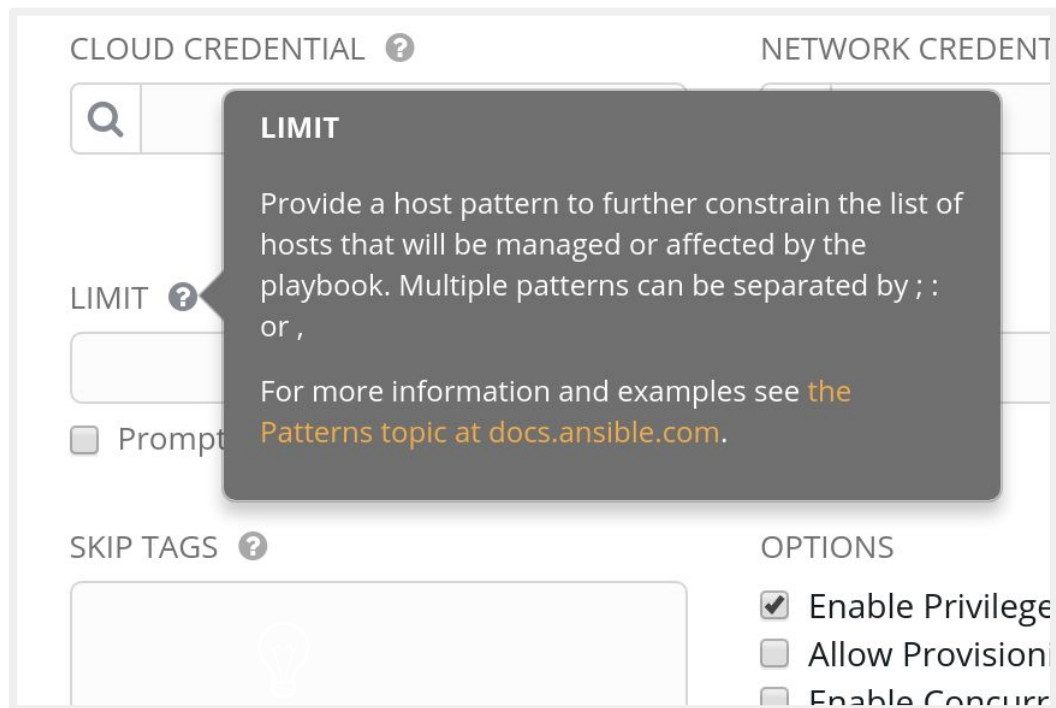 CLOUD CREDENTIAL ?
NETWORK CREDENT
LIMIT
Provide a host pattern to further constrain the list of
hosts that will be managed or affected by the
playbook. Multiple patterns can be separated by ; :
or ,
For more information and examples see the
Patterns topic at docs.ansible.com.
LIMIT ?
Prompt
SKIP TAGS ?
OPTIONS
Enable Privilege
Allow Provisioni
Enable Concurr